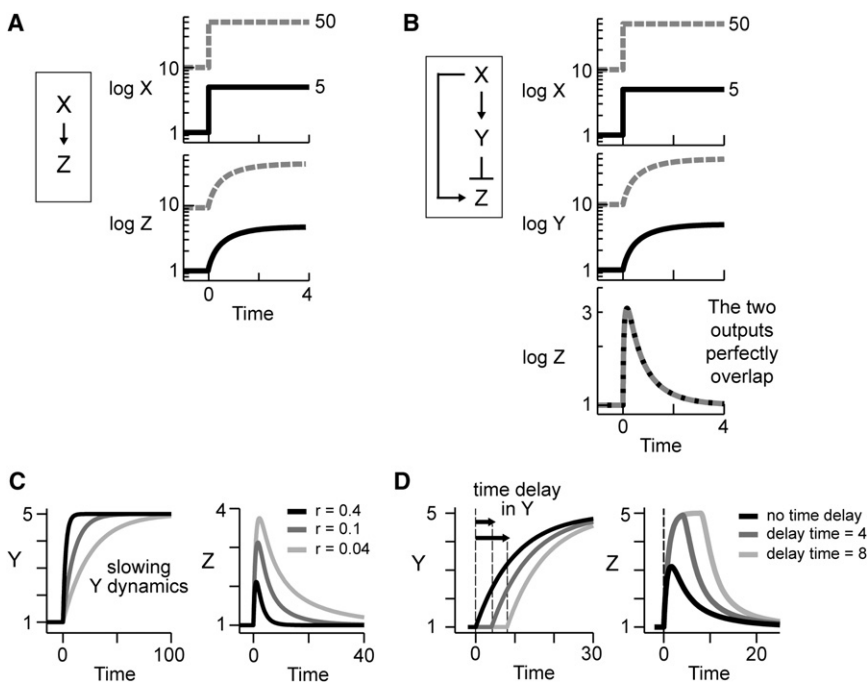 A
X
Z
log X
10
1
50
5
log Z
10
1
0
4
Time
B
X
Y
Z
log X
10
1
50
5
log Y
10
1
log Z
3
1
0
4
Time
The two
outputs
perfectly
overlap
C
Y
5
1
slowing
Y dynamics
0
100
Time
Z
4
1
r = 0.4
r = 0.1
r = 0.04
0
20
40
Time
D
time delay
in Y
Y
5
1
0
30
Time
Z
5
1
no time delay
delay time = 4
delay time = 8
0
10
20
Time